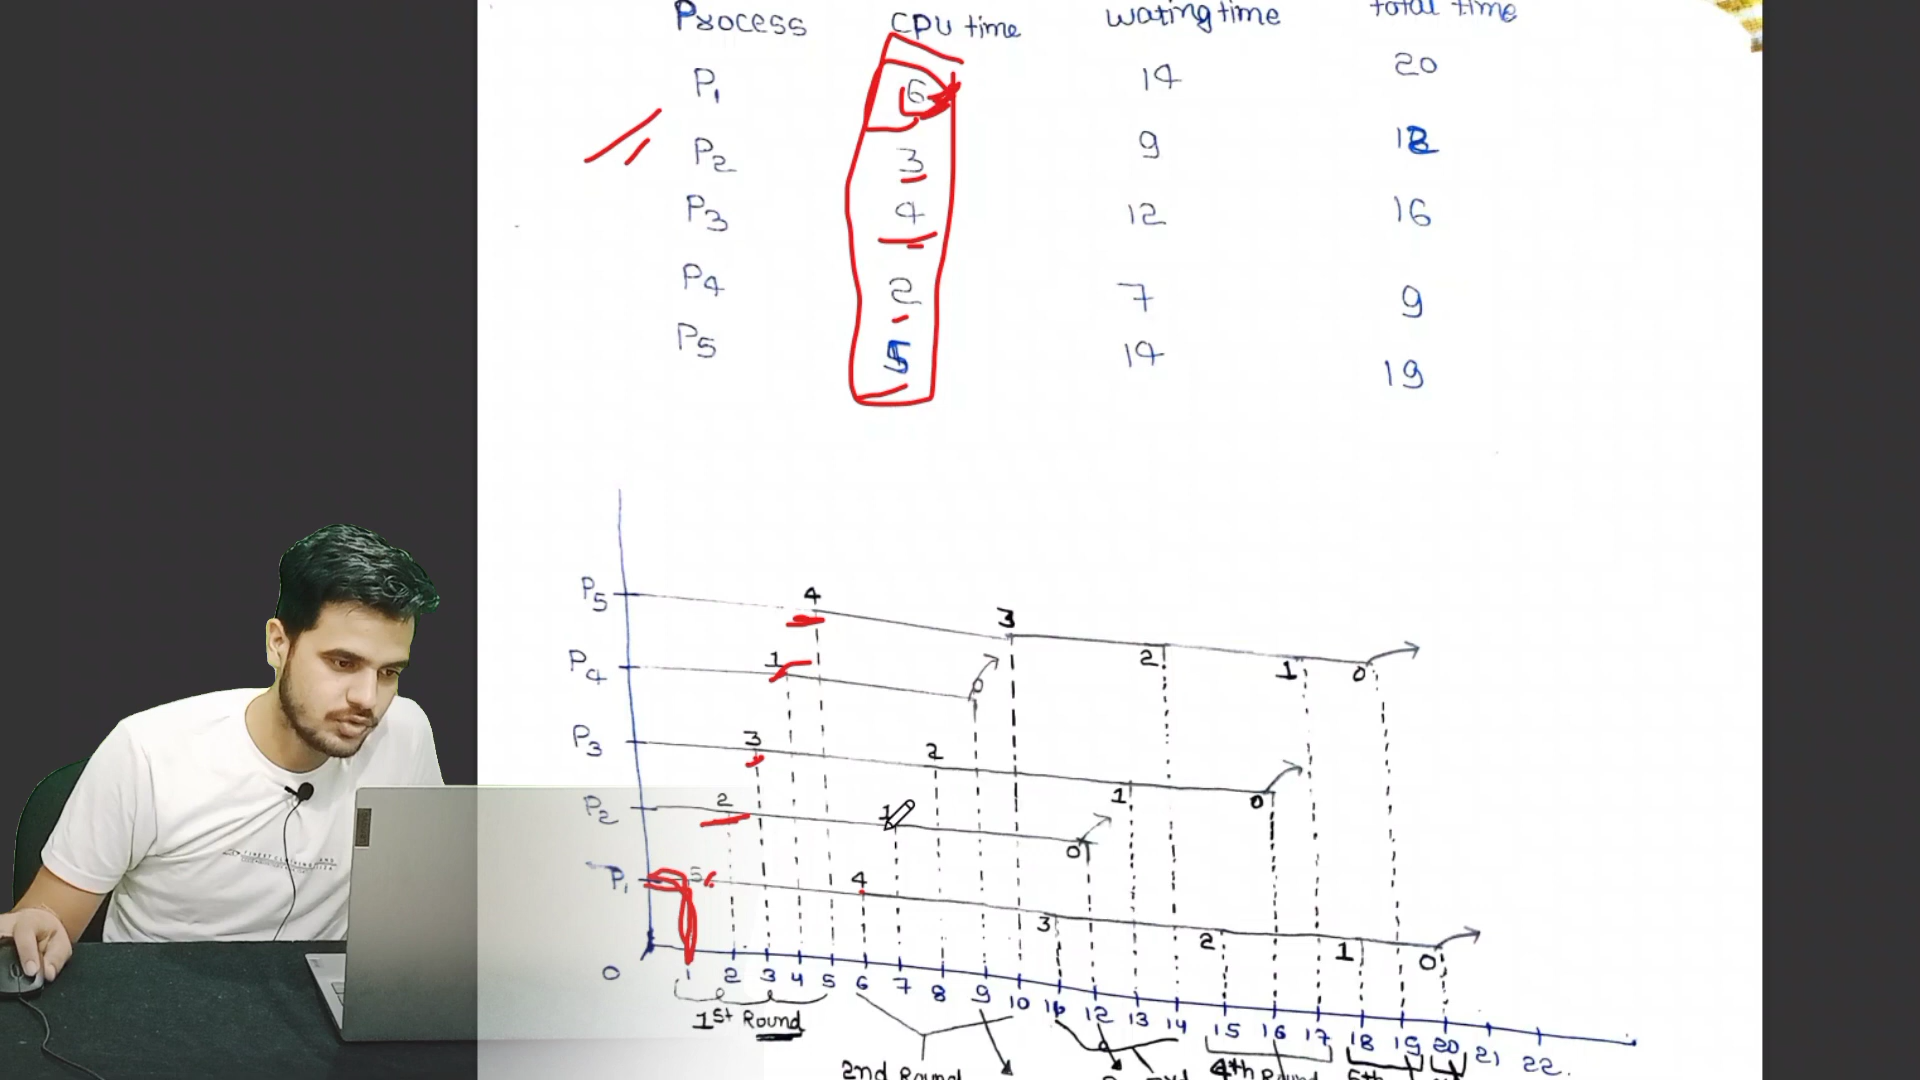 Process CPU time wating time total time
P1 6 14 20
P2 3 9 12
P3 4 12 16
P4 2 7 9
P5 5 14 19
P5 4 3 2 1 0
P4 1 0
P3 3 2 1 0
P2 2 1 0
P1 5 4 3 2 1 0
0 1 2 3 4 5 6 7 8 9 10 11 12 13 14 15 16 17 18 19 20 21 22.
1st Round
2nd Round 4th Round 5th